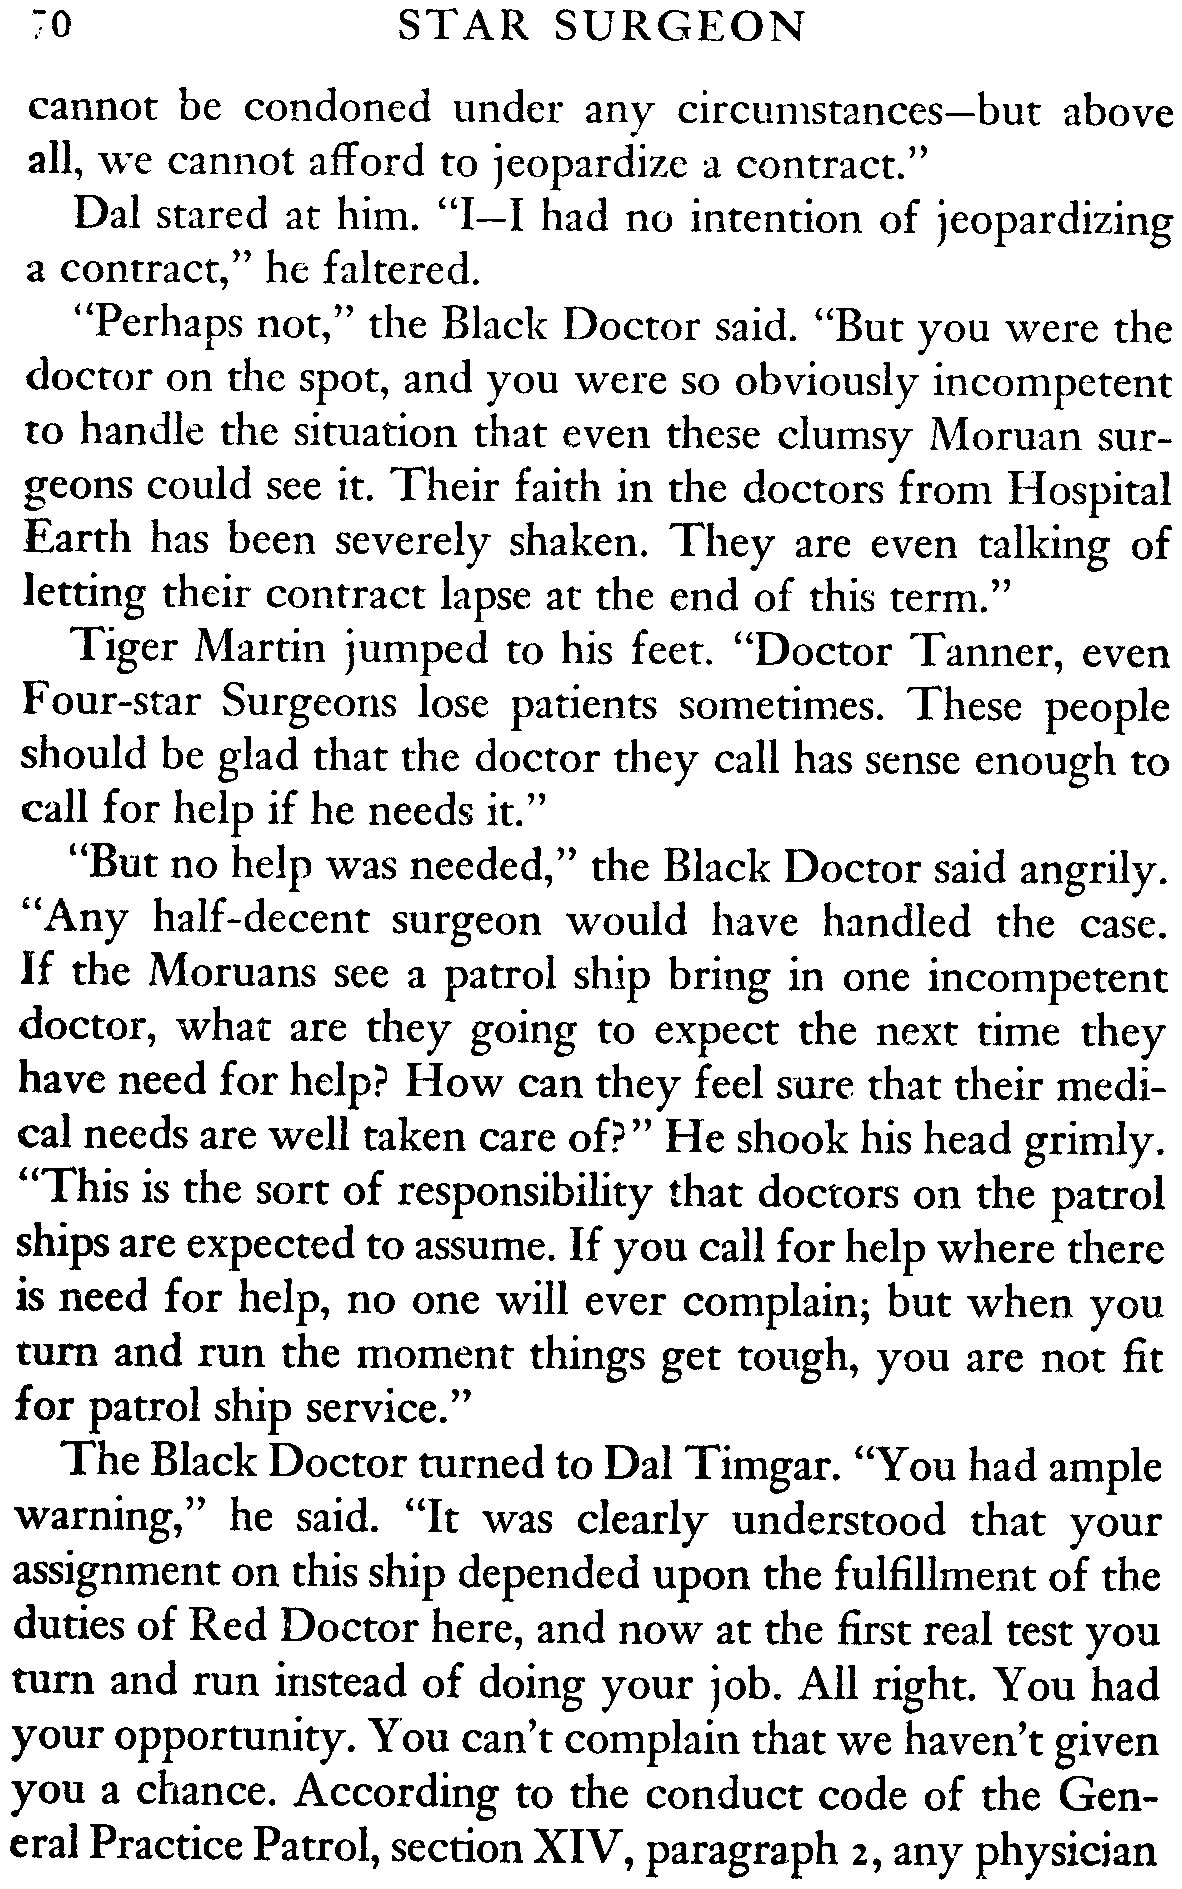 70 STAR SURGEON
cannot be condoned under any circumstances—but above
all, we cannot afford to jeopardize a contract."
Dal stared at him. "I—I had no intention of jeopardizing
a contract," he faltered.
"Perhaps not," the Black Doctor said. "But you were the
doctor on the spot, and you were so obviously incompetent
to handle the situation that even these clumsy Moruan sur-
geons could see it. Their faith in the doctors from Hospital
Earth has been severely shaken. They are even talking of
letting their contract lapse at the end of this term."
Tiger Martin jumped to his feet. "Doctor Tanner, even
Four-star Surgeons lose patients sometimes. These people
should be glad that the doctor they call has sense enough to
call for help if he needs it."
"But no help was needed," the Black Doctor said angrily.
"Any half-decent surgeon would have handled the case.
If the Moruans see a patrol ship bring in one incompetent
doctor, what are they going to expect the next time they
have need for help? How can they feel sure that their medi-
cal needs are well taken care of?" He shook his head grimly.
"This is the sort of responsibility that doctors on the patrol
ships are expected to assume. If you call for help where there
is need for help, no one will ever complain; but when you
turn and run the moment things get tough, you are not fit
for patrol ship service."
The Black Doctor turned to Dal Timgar. "You had ample
warning," he said. "It was clearly understood that your
assignment on this ship depended upon the fulfillment of the
duties of Red Doctor here, and now at the first real test you
turn and run instead of doing your job. All right. You had
your opportunity. You can't complain that we haven't given
you a chance. According to the conduct code of the Gen-
eral Practice Patrol, section XIV, paragraph 2, any physician